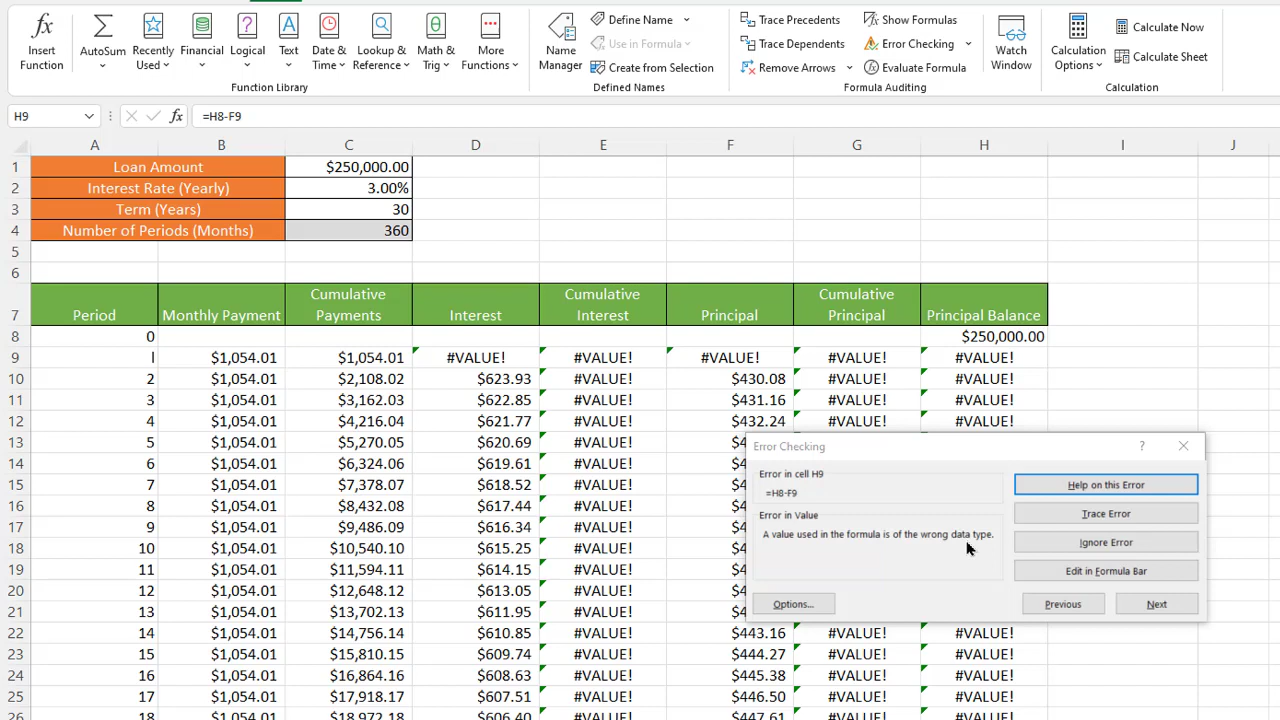 Insert Function
AutoSum
Recently Used
Financial
Logical
Text
Date & Time
Lookup & Reference
Math & Trig
More Functions
Function Library
Name Manager
Define Name
Use in Formula
Create from Selection
Defined Names
Trace Precedents
Trace Dependents
Remove Arrows
Show Formulas
Error Checking
Evaluate Formula
Formula Auditing
Watch Window
Calculation Options
Calculate Now
Calculate Sheet
Calculation
H9 fx =H8-F9
A B C D E F G H I J
1 Loan Amount $250,000.00
2 Interest Rate (Yearly) 3.00%
3 Term (Years) 30
4 Number of Periods (Months) 360
5
6
7 Period Monthly Payment Cumulative Payments Interest Cumulative Interest Principal Cumulative Principal Principal Balance
8 0 $250,000.00
9 l $1,054.01 $1,054.01 #VALUE! #VALUE! #VALUE! #VALUE! #VALUE!
10 2 $1,054.01 $2,108.02 $623.93 #VALUE! $430.08 #VALUE! #VALUE!
11 3 $1,054.01 $3,162.03 $622.85 #VALUE! $431.16 #VALUE! #VALUE!
12 4 $1,054.01 $4,216.04 $621.77 #VALUE! $432.24 #VALUE! #VALUE!
13 5 $1,054.01 $5,270.05 $620.69 #VALUE!
14 6 $1,054.01 $6,324.06 $619.61 #VALUE!
15 7 $1,054.01 $7,378.07 $618.52 #VALUE!
16 8 $1,054.01 $8,432.08 $617.44 #VALUE!
17 9 $1,054.01 $9,486.09 $616.34 #VALUE!
18 10 $1,054.01 $10,540.10 $615.25 #VALUE!
19 11 $1,054.01 $11,594.11 $614.15 #VALUE!
20 12 $1,054.01 $12,648.12 $613.05 #VALUE!
21 13 $1,054.01 $13,702.13 $611.95 #VALUE!
22 14 $1,054.01 $14,756.14 $610.85 #VALUE! $443.16 #VALUE! #VALUE!
23 15 $1,054.01 $15,810.15 $609.74 #VALUE! $444.27 #VALUE! #VALUE!
24 16 $1,054.01 $16,864.16 $608.63 #VALUE! $445.38 #VALUE! #VALUE!
25 17 $1,054.01 $17,918.17 $607.51 #VALUE! $446.50 #VALUE! #VALUE!
26 18 $1,054.01 $18,972.18 $606.40 #VALUE! $447.61 #VALUE! #VALUE!
Error Checking ?
Error in cell H9
=H8-F9
Error in Value
A value used in the formula is of the wrong data type.
Help on this Error
Trace Error
Ignore Error
Edit in Formula Bar
Options...
Previous
Next